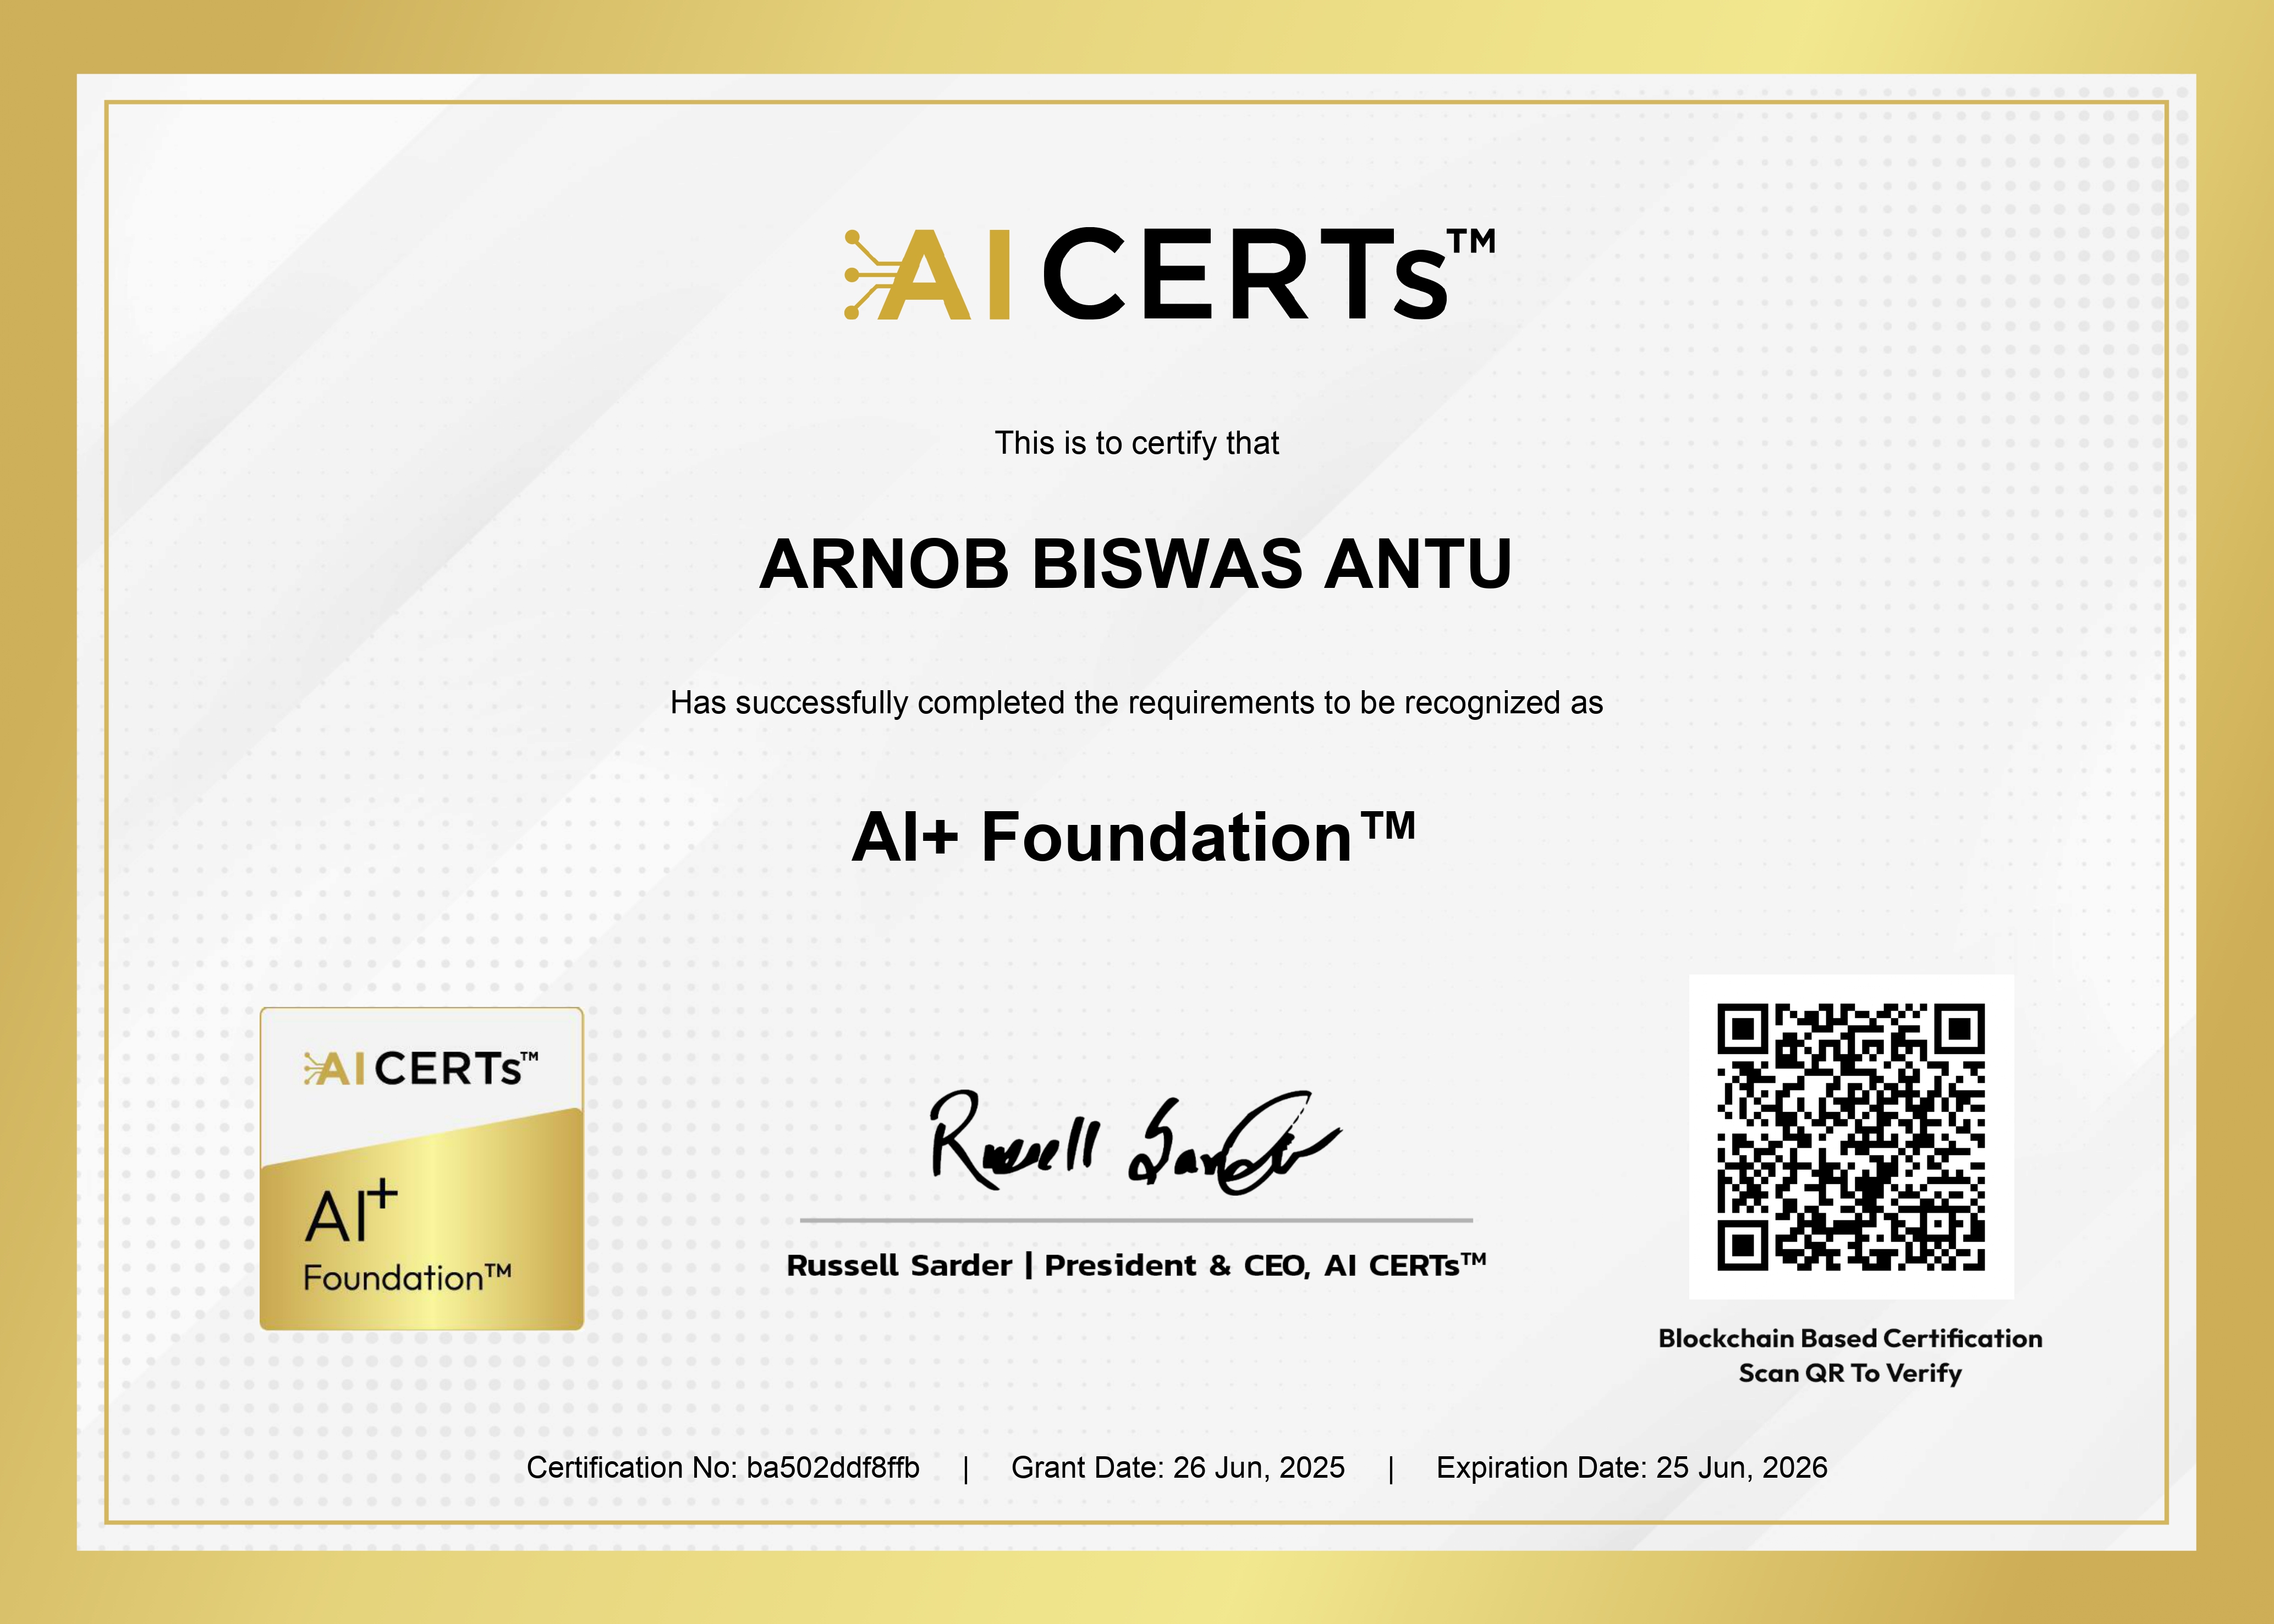 AI CERTs™
This is to certify that
ARNOB BISWAS ANTU
Has successfully completed the requirements to be recognized as
AI+ Foundation™
AI CERTs™
AI+
Foundation™
Russell Sarder
Russell Sarder | President & CEO, AI CERTs™
Blockchain Based Certification
Scan QR To Verify
Certification No: ba502ddf8ffb | Grant Date: 26 Jun, 2025 | Expiration Date: 25 Jun, 2026